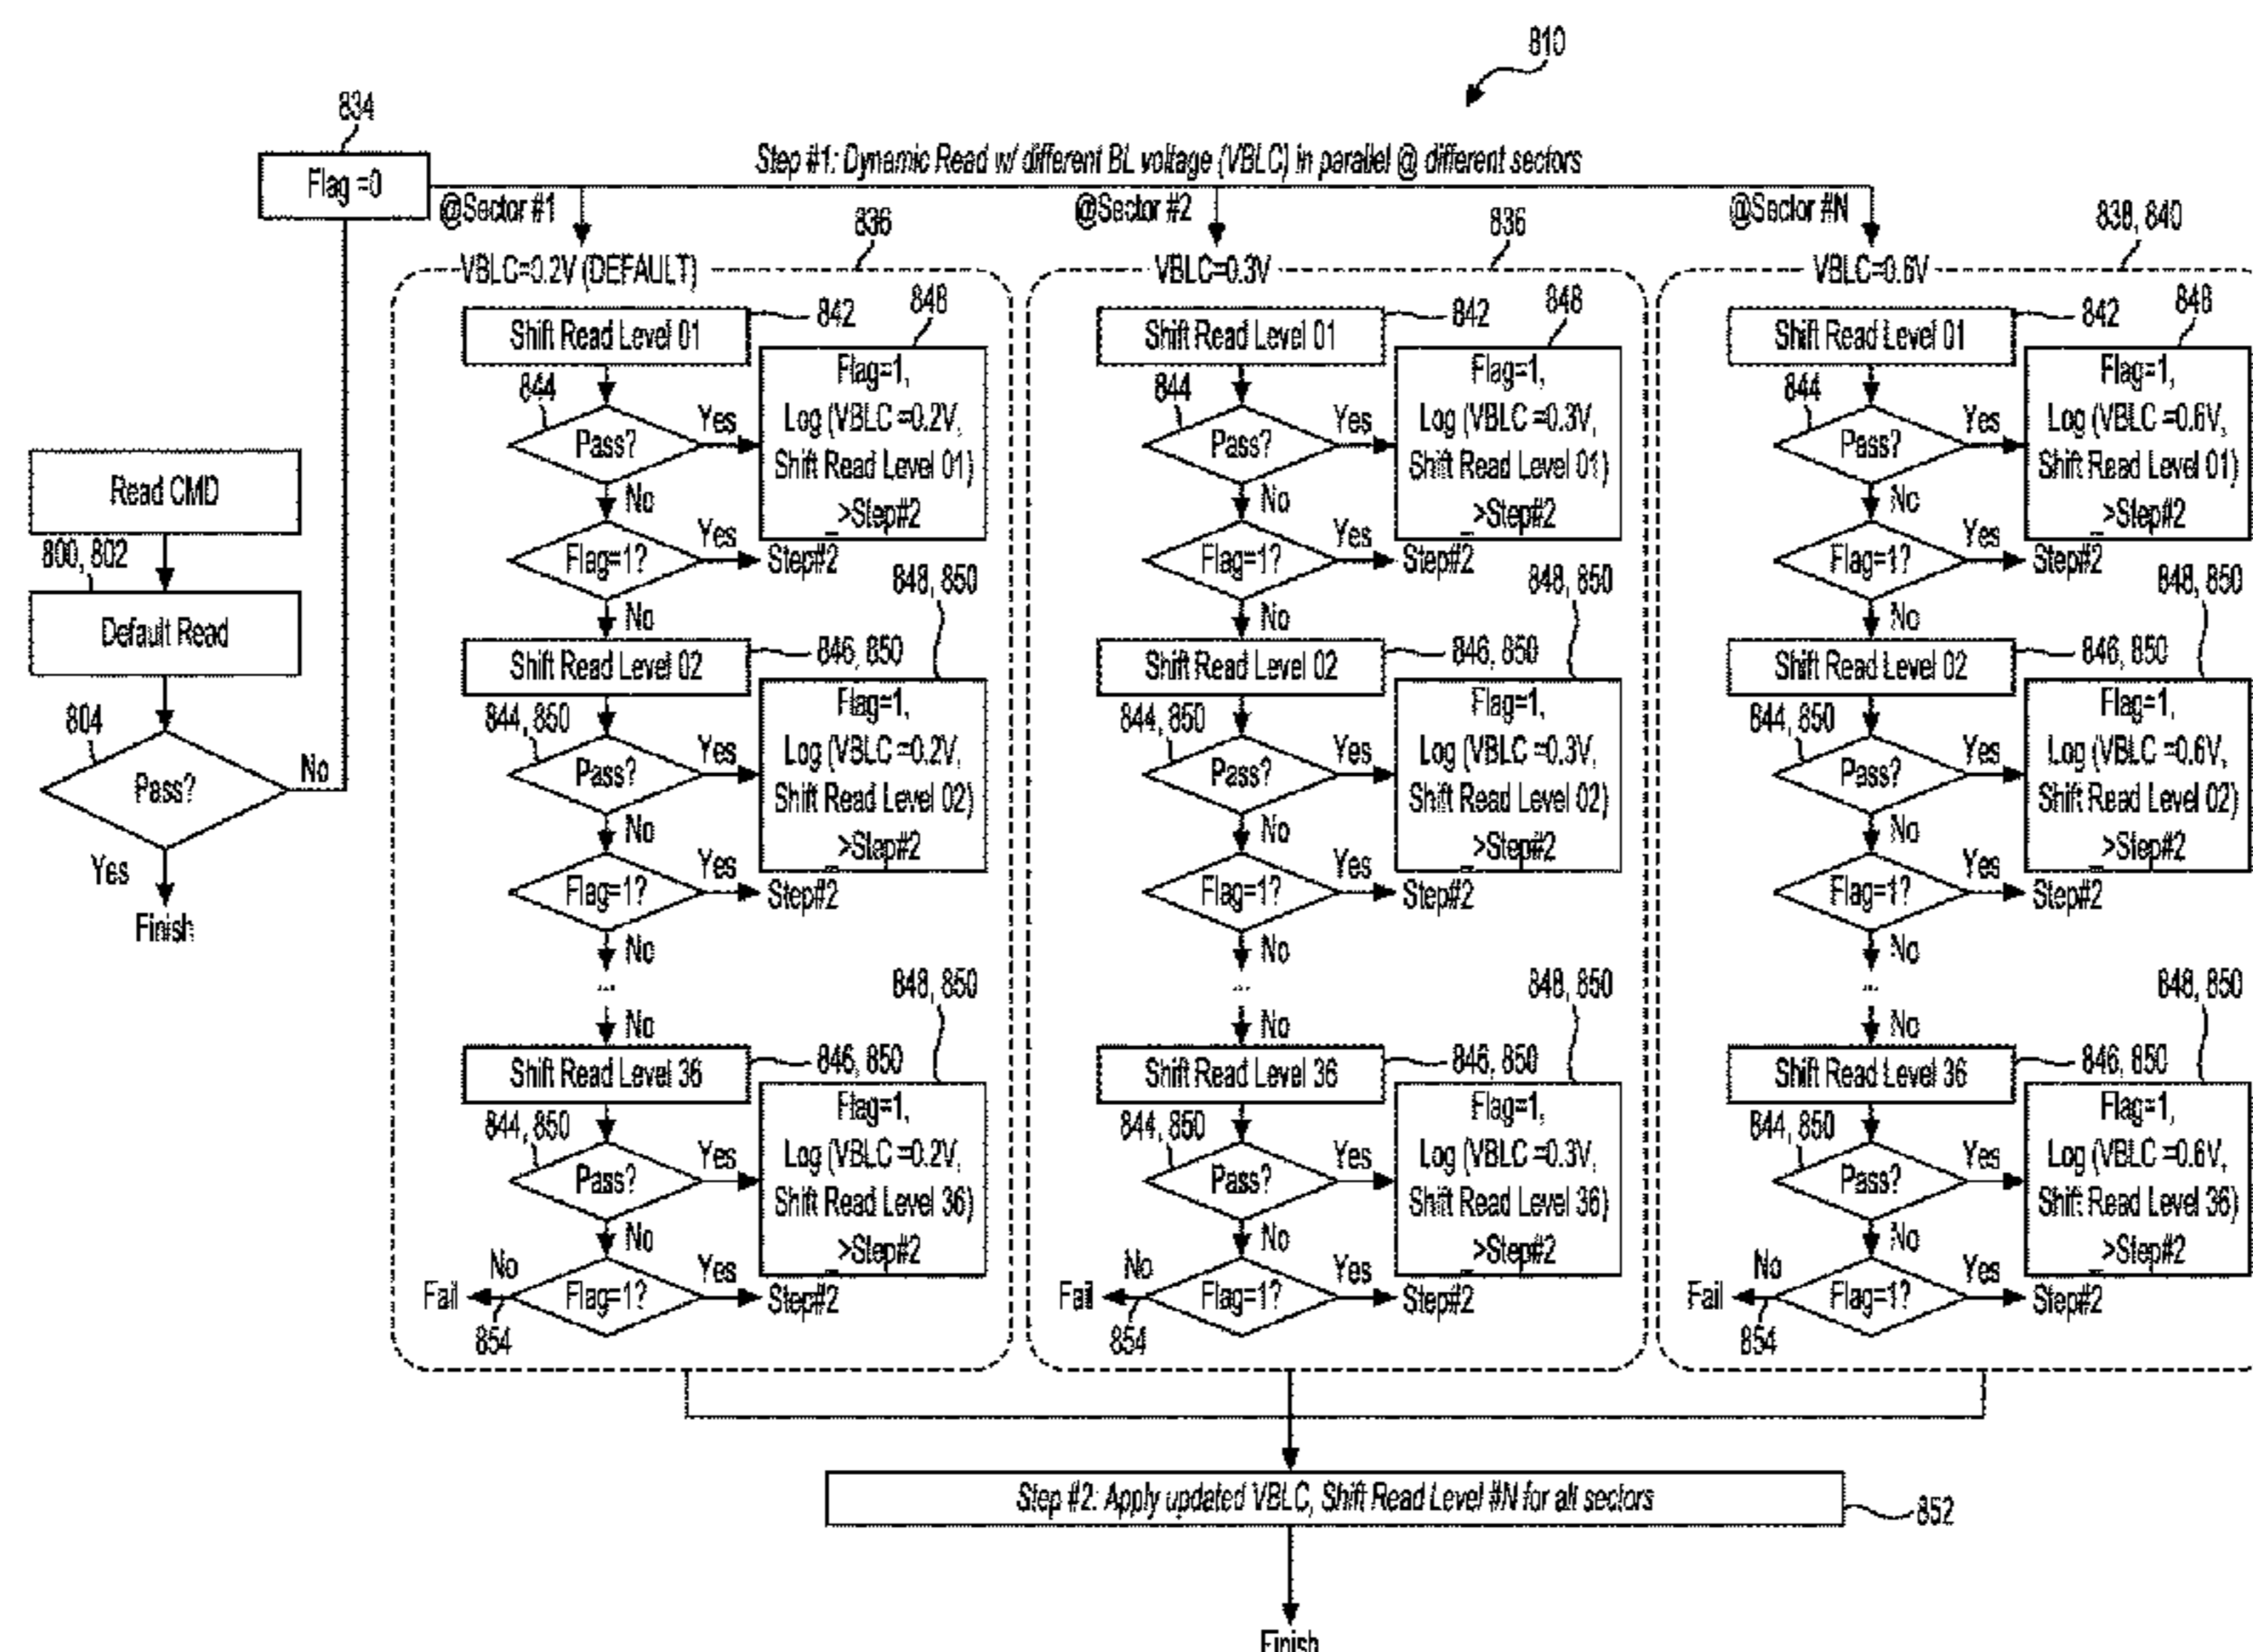 810
834
Flag =0
Step #1: Dynamic Read w/ different BL voltage (VBLC) in parallel @ different sectors
@Sector #1
@Sector #2
@Sector #N
836
836
838, 840
VBLC=0.2V (DEFAULT)
842
848
Shift Read Level 01
844
Pass?
Yes
Flag=1,
Log (VBLC =0.2V,
Shift Read Level 01)
_>Step#2
No
Flag=1?
Yes
Step#2
No
848, 850
Shift Read Level 02
846, 850
844, 850
Pass?
Yes
Flag=1,
Log (VBLC =0.2V,
Shift Read Level 02)
_>Step#2
No
Flag=1?
Yes
Step#2
No
...
No
848, 850
Shift Read Level 36
846, 850
844, 850
Pass?
Yes
Flag=1,
Log (VBLC =0.2V,
Shift Read Level 36)
_>Step#2
No
Flag=1?
Yes
Step#2
No
Fail
854
VBLC=0.3V
842
848
Shift Read Level 01
844
Pass?
Yes
Flag=1,
Log (VBLC =0.3V,
Shift Read Level 01)
_>Step#2
No
Flag=1?
Yes
Step#2
No
848, 850
Shift Read Level 02
846, 850
844, 850
Pass?
Yes
Flag=1,
Log (VBLC =0.3V,
Shift Read Level 02)
_>Step#2
No
Flag=1?
Yes
Step#2
No
...
No
848, 850
Shift Read Level 36
846, 850
844, 850
Pass?
Yes
Flag=1,
Log (VBLC =0.3V,
Shift Read Level 36)
_>Step#2
No
Flag=1?
Yes
Step#2
No
Fail
854
VBLC=0.6V
842
848
Shift Read Level 01
844
Pass?
Yes
Flag=1,
Log (VBLC =0.6V,
Shift Read Level 01)
_>Step#2
No
Flag=1?
Yes
Step#2
No
848, 850
Shift Read Level 02
846, 850
844, 850
Pass?
Yes
Flag=1,
Log (VBLC =0.6V,
Shift Read Level 02)
_>Step#2
No
Flag=1?
Yes
Step#2
No
...
No
848, 850
Shift Read Level 36
846, 850
844, 850
Pass?
Yes
Flag=1,
Log (VBLC =0.6V,
Shift Read Level 36)
_>Step#2
No
Flag=1?
Yes
Step#2
No
Fail
854
Read CMD
800, 802
Default Read
804
Pass?
No
Yes
Finish
Step #2: Apply updated VBLC, Shift Read Level #N for all sectors
852
Finish